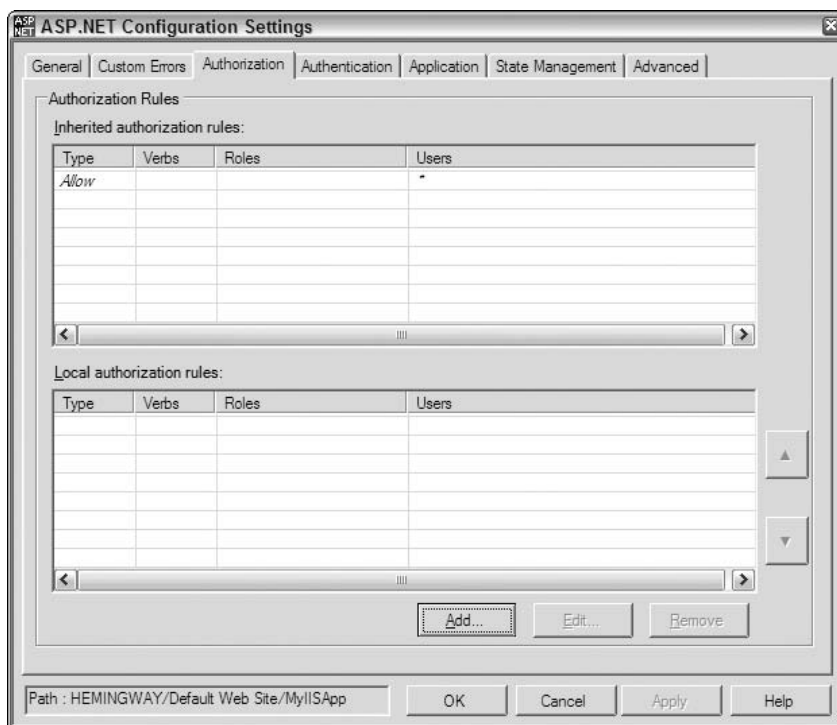 ASP NET ASP.NET Configuration Settings
General Custom Errors Authorization Authentication Application State Management Advanced
Authorization Rules
Inherited authorization rules:
Type Verbs Roles Users
Allow *
Local authorization rules:
Type Verbs Roles Users
Add... Edit... Remove
Path : HEMINGWAY/Default Web Site/MyIISApp OK Cancel Apply Help